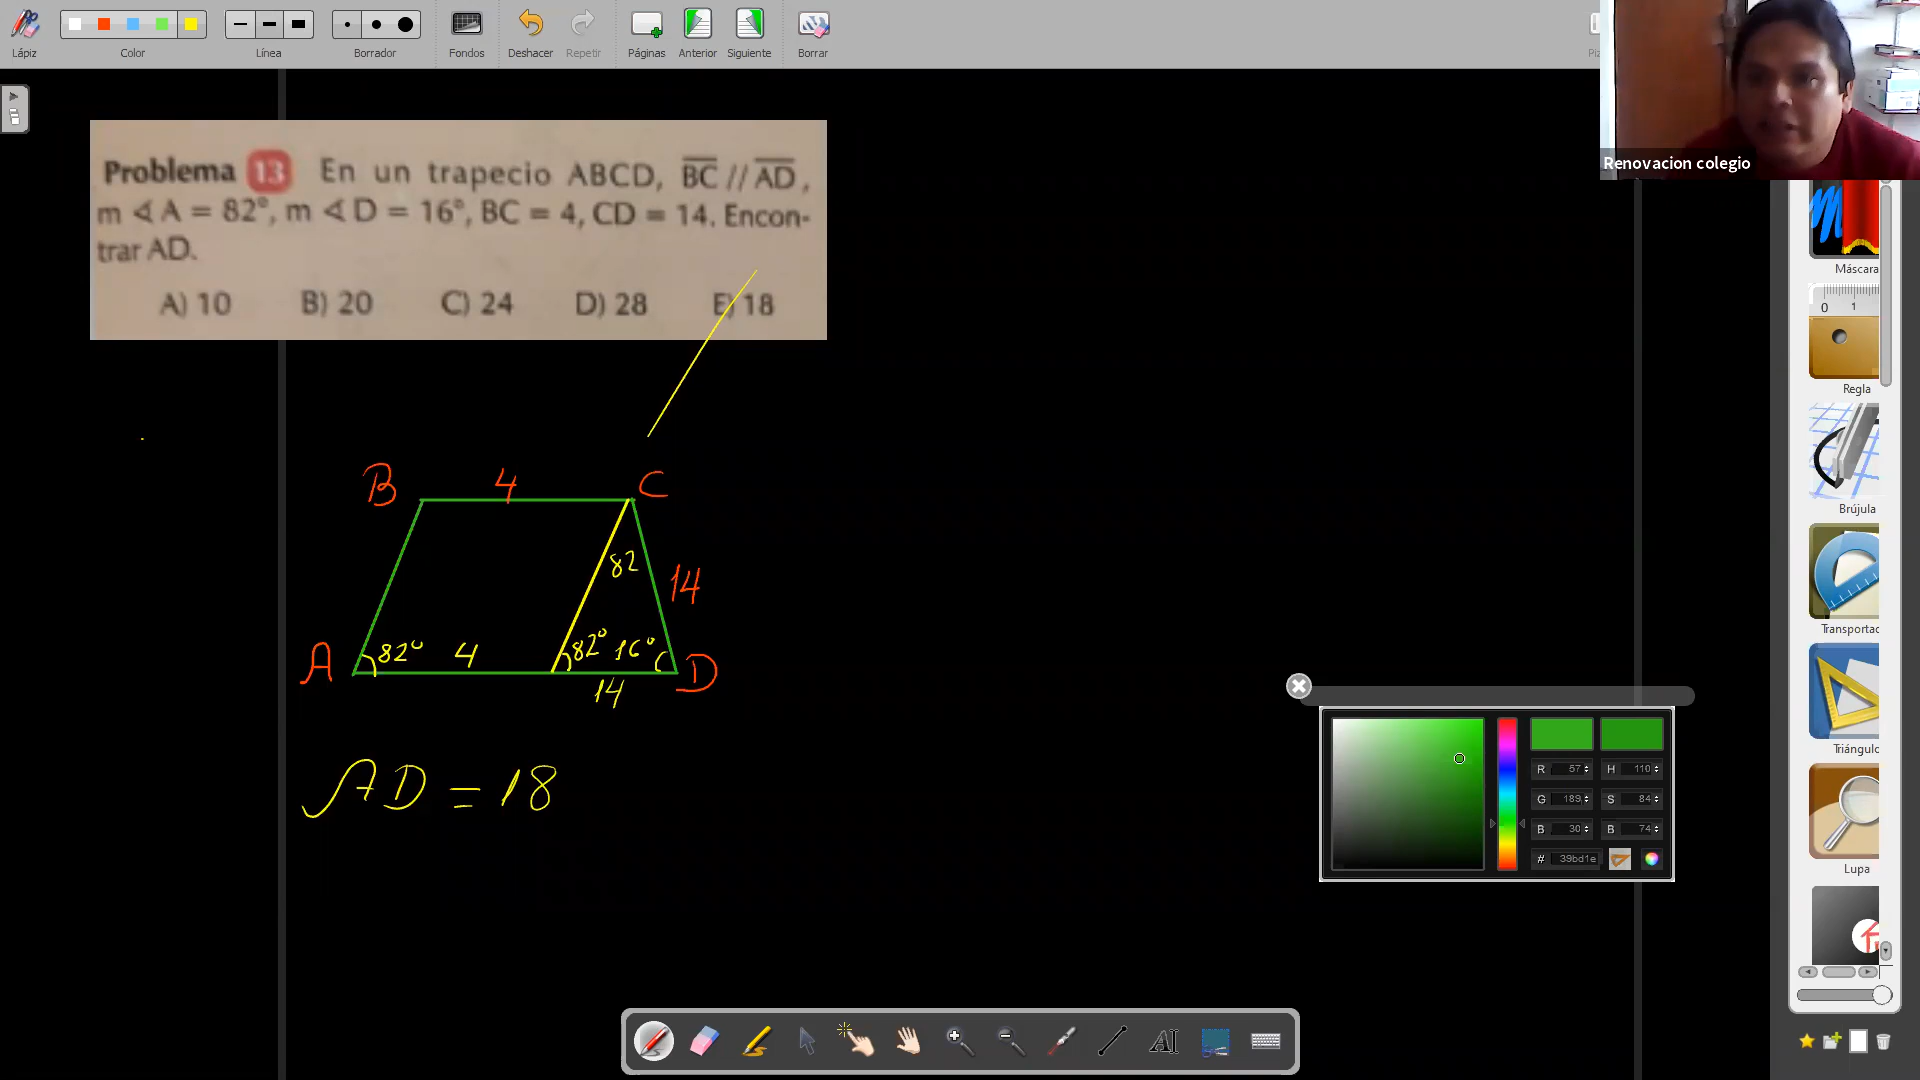 Lápiz
Color
Línea
Borrador
Fondos
Deshacer
Repetir
Páginas
Anterior
Siguiente
Borrar
Renovacion colegio
Problema 13 En un trapecio ABCD, BC // AD,
m ∢ A = 82°, m ∢ D = 16°, BC = 4, CD = 14. Encon-
trar AD.
A) 10 B) 20 C) 24 D) 28 E) 18
B 4 C
82
14
A 82° 4 82° 16° D
14
AD = 18
Máscara
0 1
Regla
Brújula
Transportad
Triángulo
Lupa
R 57 H 110
G 189 S 84
B 30 B 74
# 39bd1e